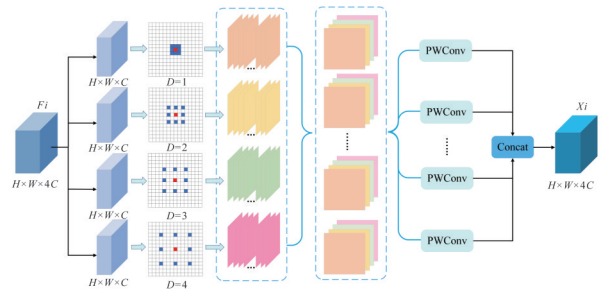 Fi
H×W×4C
H×W×C
D=1
H×W×C
D=2
H×W×C
D=3
H×W×C
D=4
...
...
...
...
......
PWConv
PWConv
......
PWConv
PWConv
Concat
Xi
H×W×4C